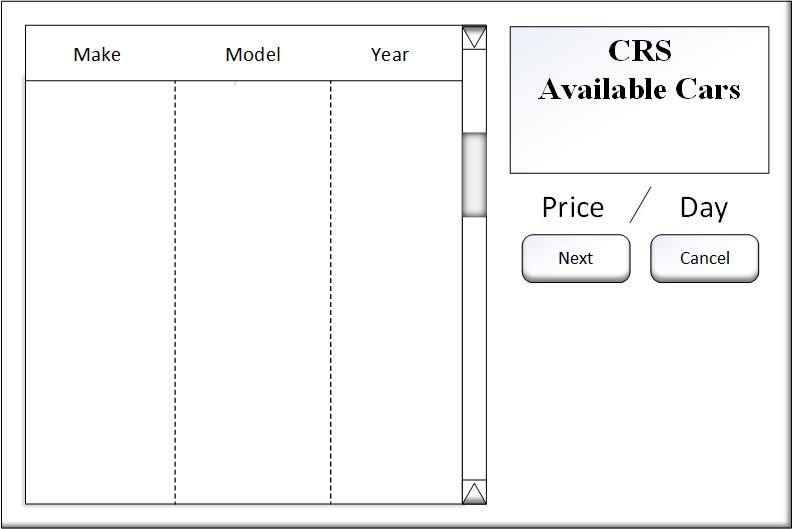 Make Model Year
CRS
Available Cars
Price / Day
Next Cancel